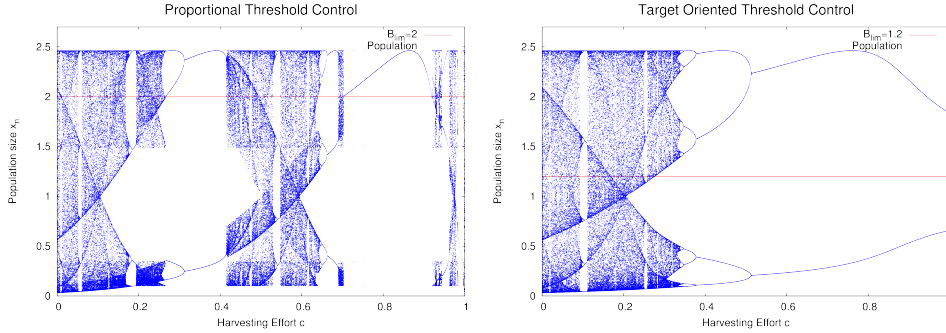 Proportional Threshold Control
B_lim=2
Population
Population size x_n
2.5
2
1.5
1
0.5
0
0 0.2 0.4 0.6 0.8 1
Harvesting Effort c
Target Oriented Threshold Control
B_lim=1.2
Population
Population size x_n
2.5
2
1.5
1
0.5
0
0 0.2 0.4 0.6 0.8
Harvesting Effort c